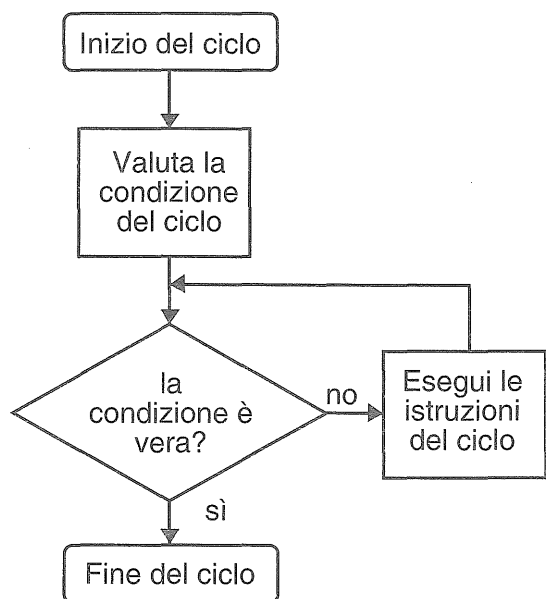 Inizio del ciclo
Valuta la
condizione
del ciclo
la
condizione è
vera?
no
Esegui le
istruzioni
del ciclo
sì
Fine del ciclo